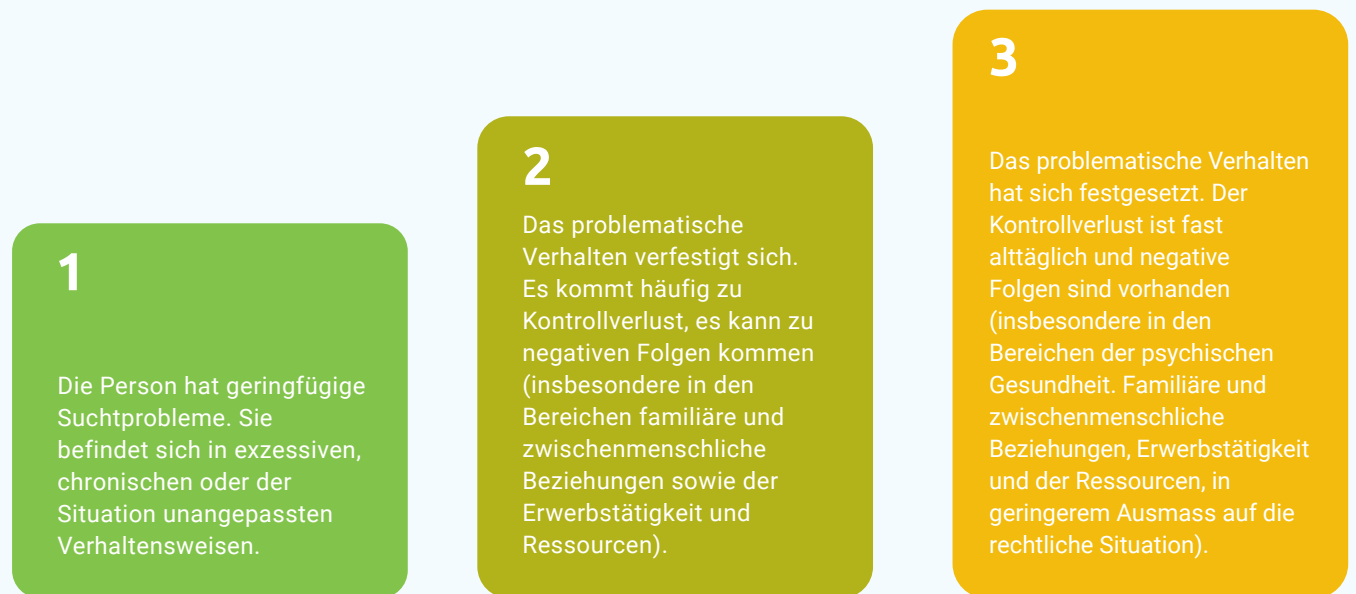 1
Die Person hat geringfügige
Suchtprobleme. Sie
befindet sich in exzessiven,
chronischen oder der
Situation unangepassten
Verhaltensweisen.
2
Das problematische
Verhalten verfestigt sich.
Es kommt häufig zu
Kontrollverlust, es kann zu
negativen Folgen kommen
(insbesondere in den
Bereichen familiäre und
zwischenmenschliche
Beziehungen sowie der
Erwerbstätigkeit und
Ressourcen).
3
Das problematische Verhalten
hat sich festgesetzt. Der
Kontrollverlust ist fast
alttäglich und negative
Folgen sind vorhanden
(insbesondere in den
Bereichen der psychischen
Gesundheit. Familiäre und
zwischenmenschliche
Beziehungen, Erwerbstätigkeit
und der Ressourcen, in
geringerem Ausmass auf die
rechtliche Situation).